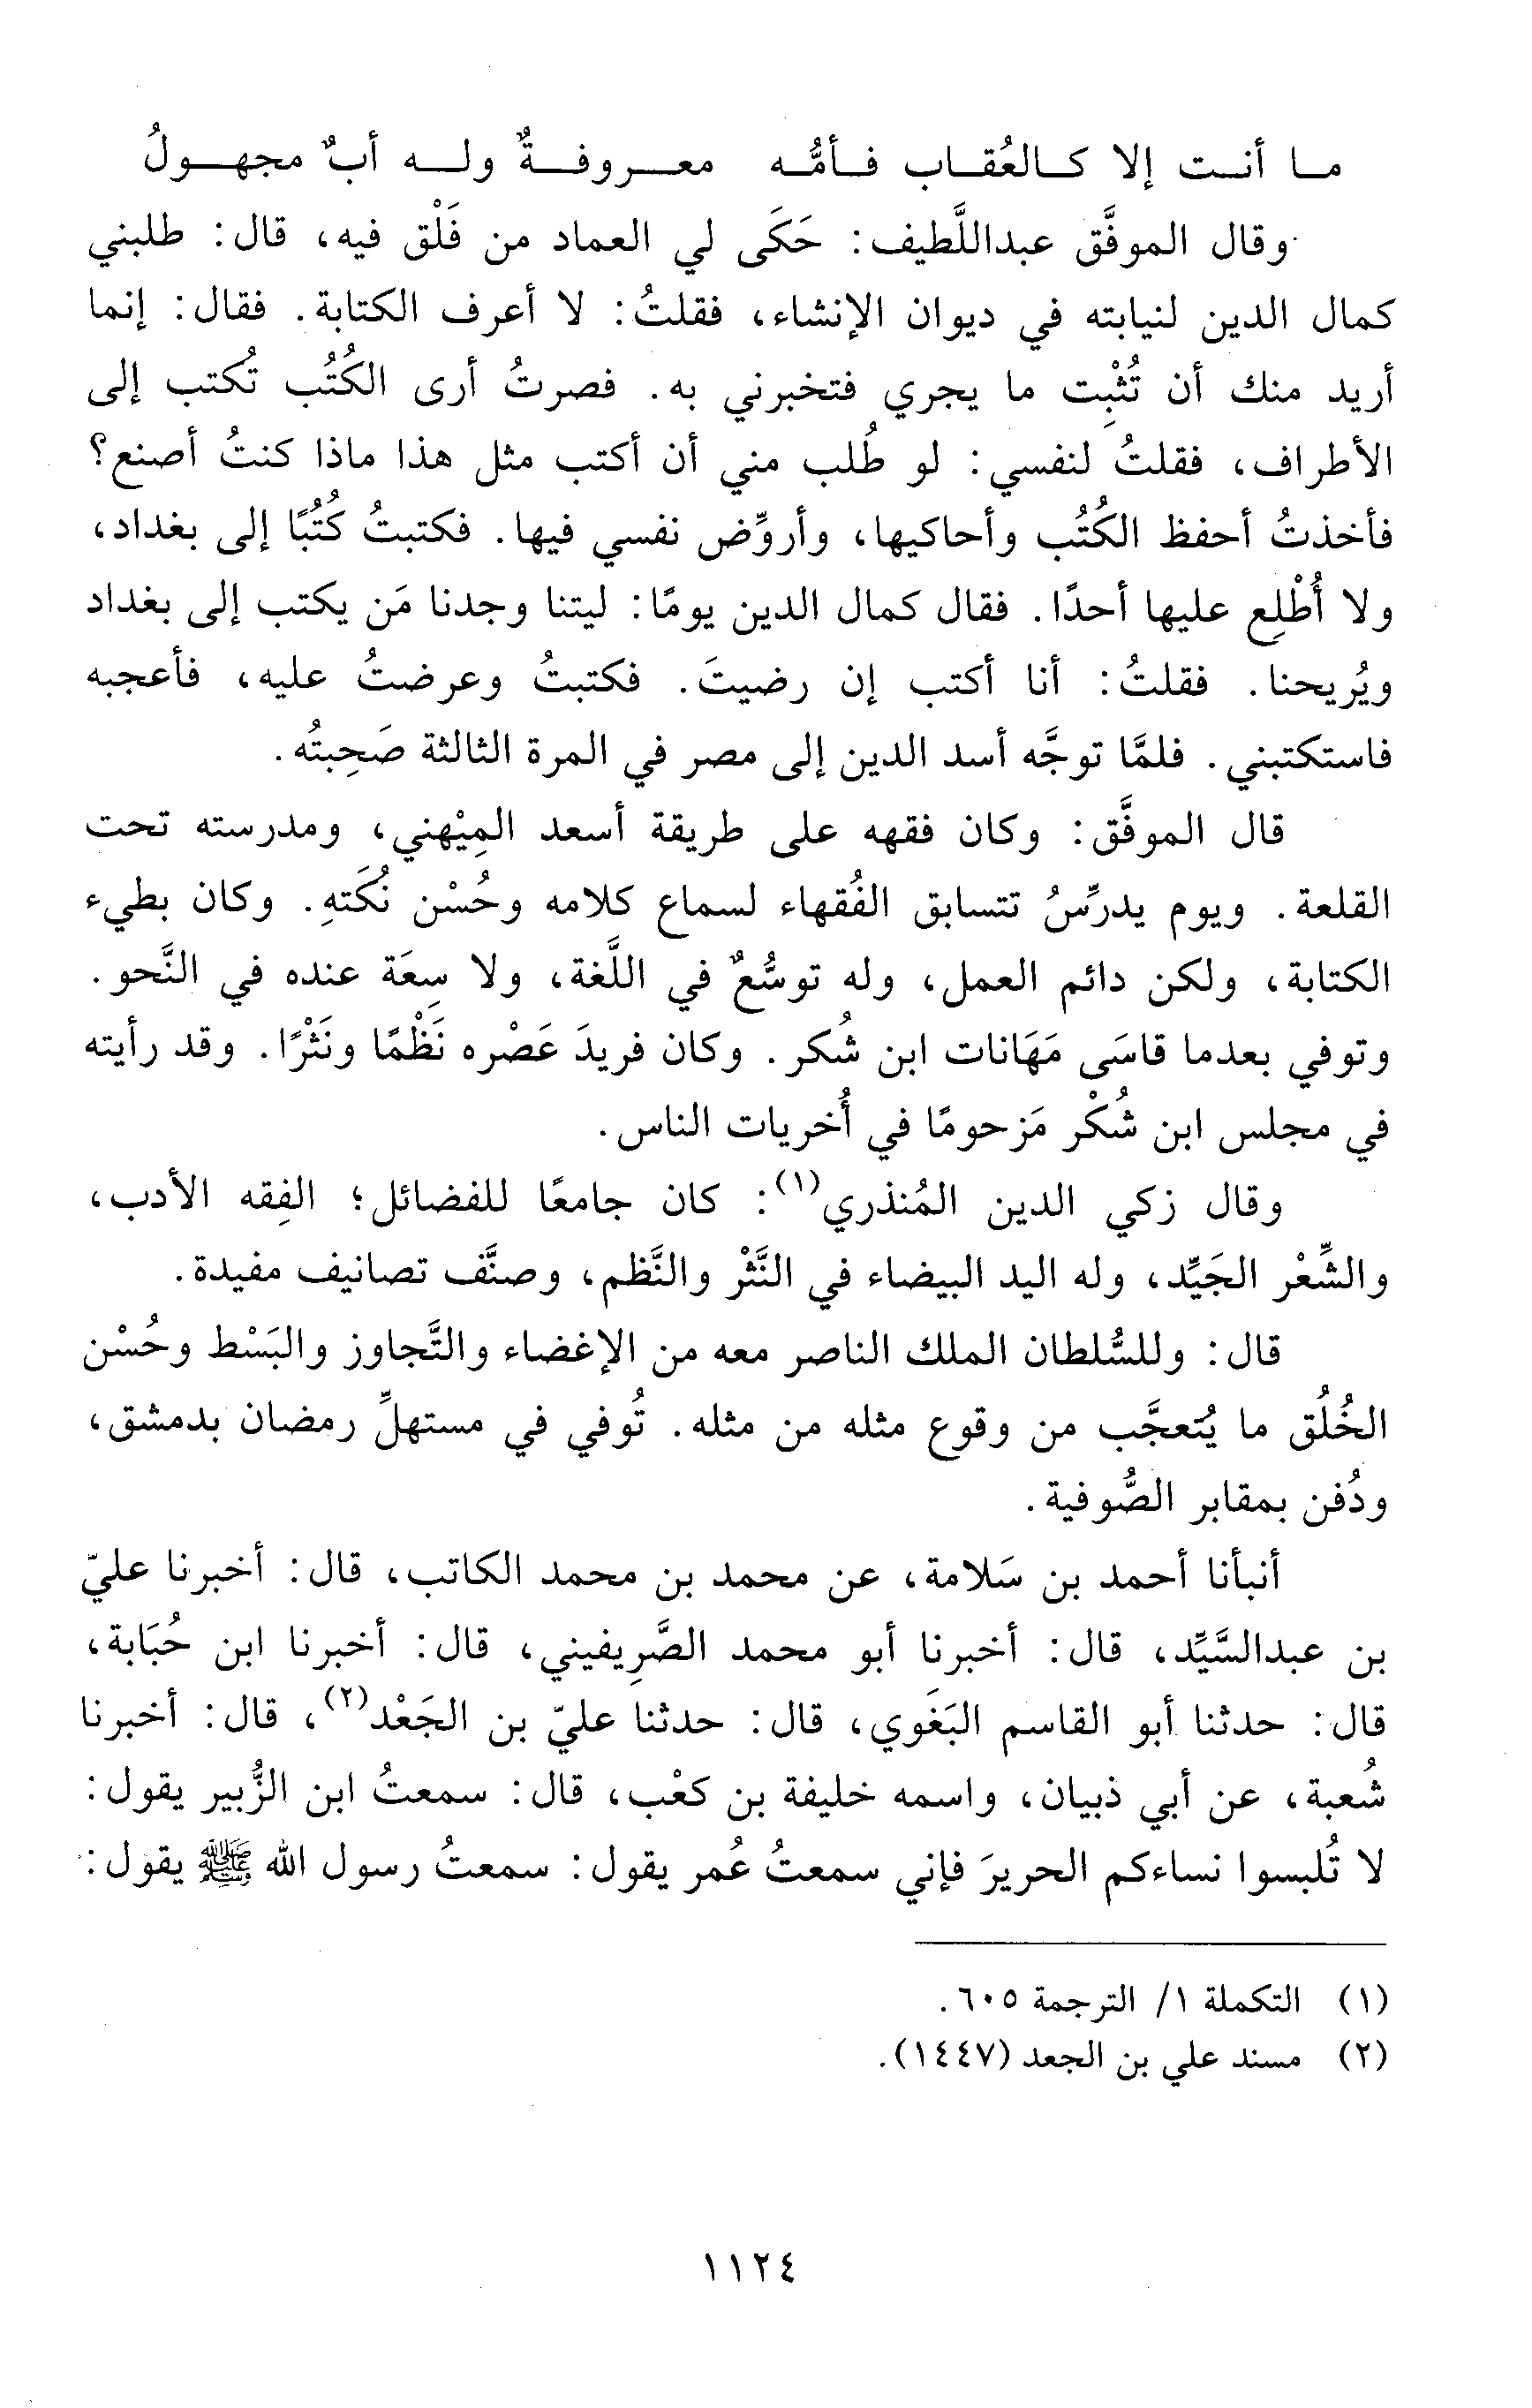 ما أنت إلا كالعُقاب فأمُّه معروفةٌ وله أبٌ مجهولُ
وقال الموفَّق عبداللَّطيف: حَكَى لي العماد من فَلْق فيه، قال: طلبني
كمال الدين لنيابته في ديوان الإنشاء، فقلتُ: لا أعرف الكتابة. فقال: إنما
أريد منك أن تُثْبِت ما يجري فتخبرني به. فصرتُ أرى الكُتُب تُكتب إلى
الأطراف، فقلتُ لنفسي: لو طُلب مني أن أكتب مثل هذا ماذا كنتُ أصنع؟
فأخذتُ أحفظ الكُتُب وأحاكيها، وأروِّض نفسي فيها. فكتبتُ كُتُبًا إلى بغداد،
ولا أُطْلِع عليها أحدًا. فقال كمال الدين يومًا: ليتنا وجدنا مَن يكتب إلى بغداد
ويُريحنا. فقلتُ: أنا أكتب إن رضيتَ. فكتبتُ وعرضتُ عليه، فأعجبه
فاستكتبني. فلمَّا توجَّه أسد الدين إلى مصر في المرة الثالثة صَحِبتُه.
قال الموفَّق: وكان فقهه على طريقة أسعد المِيْهني، ومدرسته تحت
القلعة. ويوم يدرِّسُ تتسابق الفُقهاء لسماع كلامه وحُسْن نُكَتهِ. وكان بطيء
الكتابة، ولكن دائم العمل، وله توسُّعٌ في اللَّغة، ولا سِعَة عنده في النَّحو.
وتوفي بعدما قاسَى مَهَانات ابن شُكر. وكان فريدَ عَصْره نَظْمًا ونَثْرًا. وقد رأيته
في مجلس ابن شُكْر مَزحومًا في أُخريات الناس.
وقال زكي الدين المُنذري(١): كان جامعًا للفضائل؛ الفِقه الأدب،
والشِّعْر الجَيِّد، وله اليد البيضاء في النَّثْر والنَّظم، وصنَّف تصانيف مفيدة.
قال: وللسُّلطان الملك الناصر معه من الإغضاء والتَّجاوز والبَسْط وحُسْن
الخُلُق ما يُتعجَّب من وقوع مثله من مثله. تُوفي في مستهلِّ رمضان بدمشق،
ودُفن بمقابر الصُّوفية.
أنبأنا أحمد بن سَلامة، عن محمد بن محمد الكاتب، قال: أخبرنا عليّ
بن عبدالسَّيِّد، قال: أخبرنا أبو محمد الصَّرِيفيني، قال: أخبرنا ابن حُبَابة،
قال: حدثنا أبو القاسم البَغَوي، قال: حدثنا عليّ بن الجَعْد(٢)، قال: أخبرنا
شُعبة، عن أبي ذبيان، واسمه خليفة بن كعْب، قال: سمعتُ ابن الزُّبير يقول:
لا تُلبسوا نساءكم الحريرَ فإني سمعتُ عُمر يقول: سمعتُ رسول الله ﷺ يقول:
(١) التكملة ١/ الترجمة ٦٠٥.
(٢) مسند علي بن الجعد (١٤٤٧).
١١٢٤